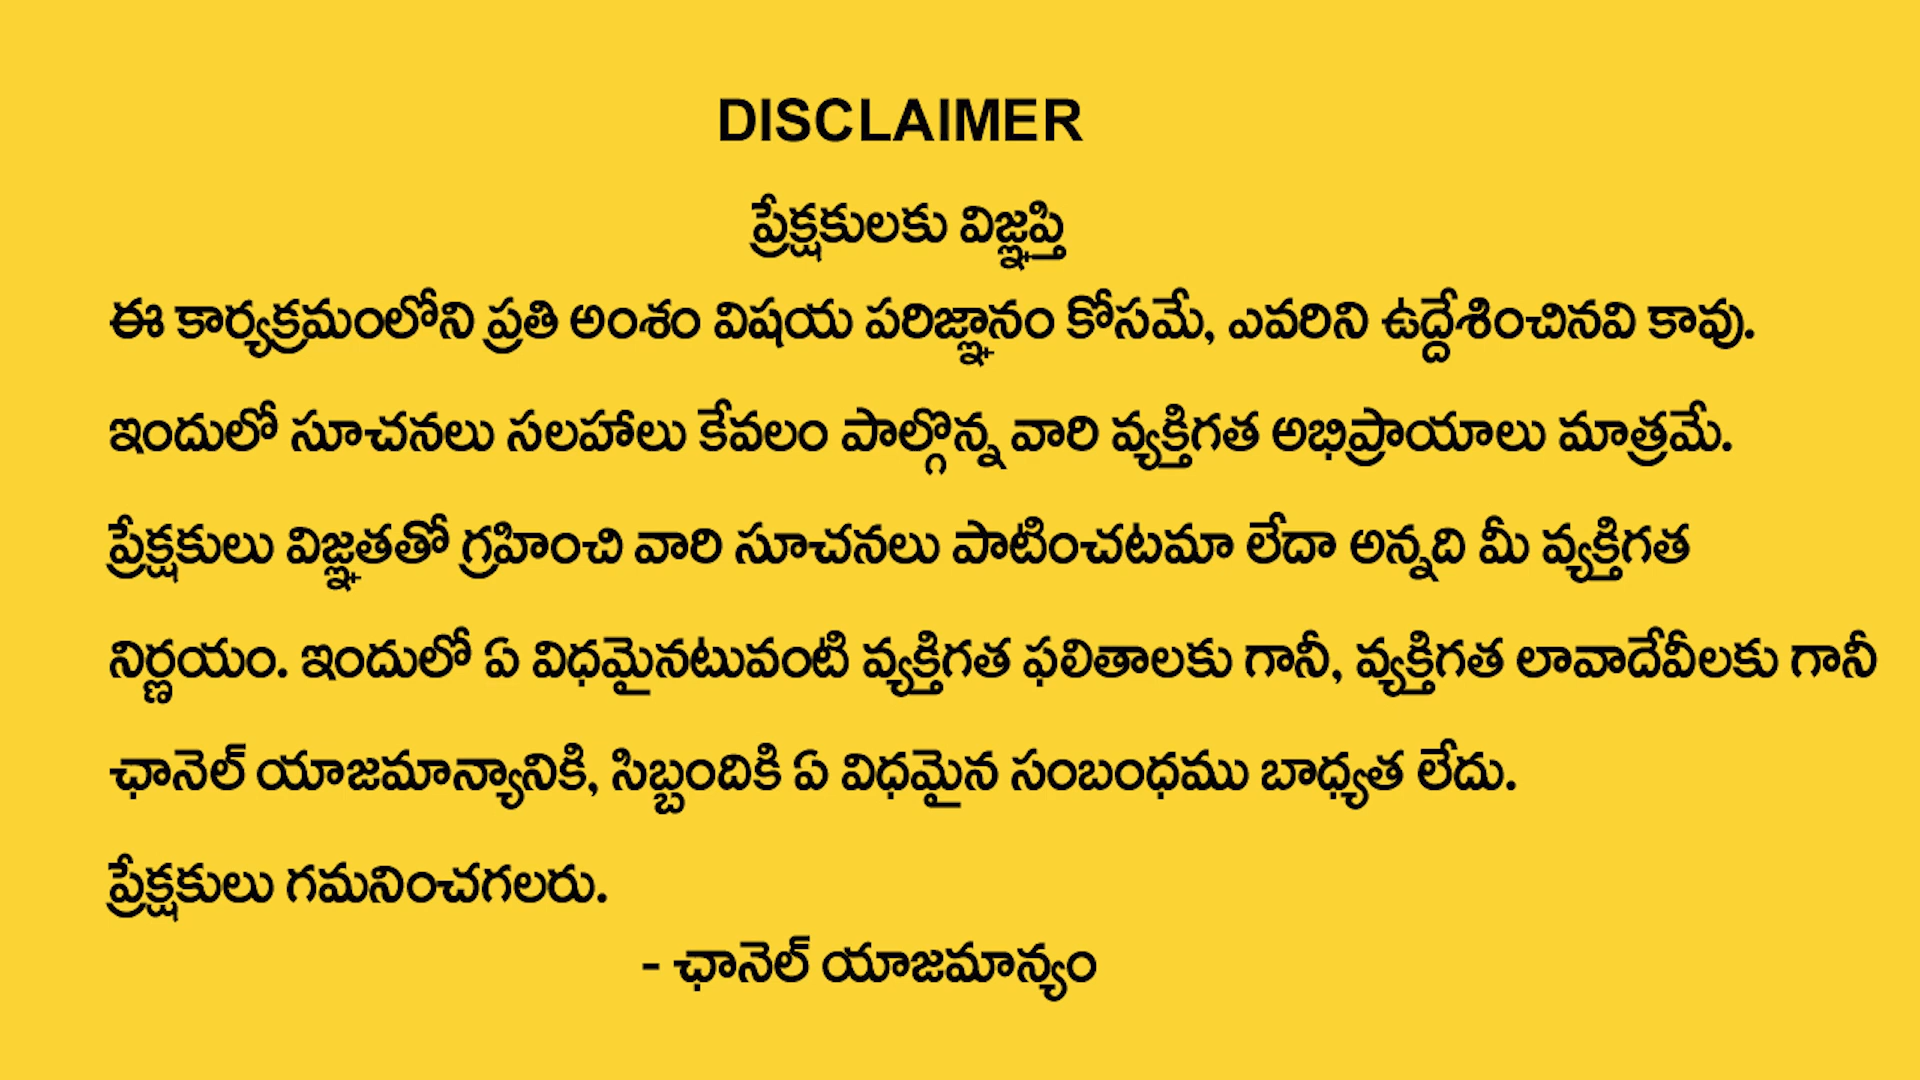 DISCLAIMER
ప్రేక్షకులకు విజ్ఞప్తి
ఈ కార్యక్రమంలోని ప్రతి అంశం విషయ పరిజ్ఞానం కోసమే, ఎవరిని ఉద్దేశించినవి కావు.
ఇందులో సూచనలు సలహాలు కేవలం పాల్గొన్న వారి వ్యక్తిగత అభిప్రాయాలు మాత్రమే.
ప్రేక్షకులు విజ్ఞతతో గ్రహించి వారి సూచనలు పాటించటమా లేదా అన్నది మీ వ్యక్తిగత
నిర్ణయం. ఇందులో ఏ విధమైనటువంటి వ్యక్తిగత ఫలితాలకు గానీ, వ్యక్తిగత లావాదేవీలకు గానీ
ఛానెల్ యాజమాన్యానికి, సిబ్బందికి ఏ విధమైన సంబంధము బాధ్యత లేదు.
ప్రేక్షకులు గమనించగలరు.
- ఛానెల్ యాజమాన్యం